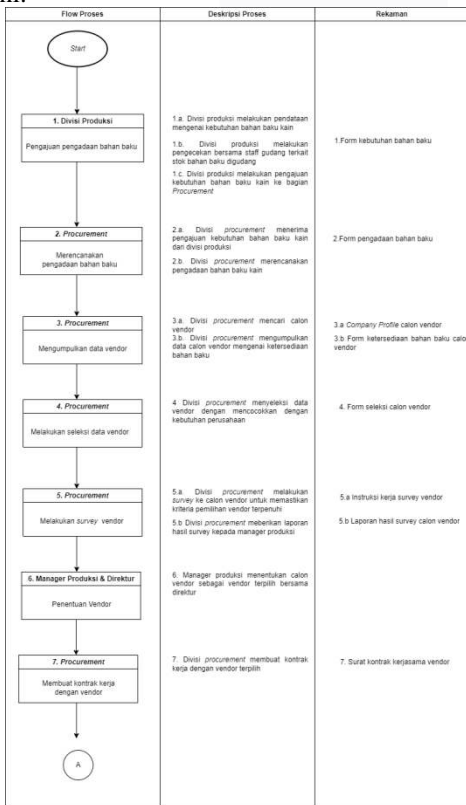 Flow Proses
Deskripsi Proses
Rekaman
Start
1. Divisi Produksi
Pengajuan pengadaan bahan baku
1.a. Divisi produksi melakukan pendataan
mengenai kebutuhan bahan baku kain
1.b. Divisi produksi melakukan
pengecekan bersama staff gudang terkait
stok bahan baku digudang
1.c. Divisi produksi melakukan pengajuan
kebutuhan bahan baku kain ke bagian
Procurement
1.Form kebutuhan bahan baku
2. Procurement
Merencanakan
pengadaan bahan baku
2.a. Divisi procurement menerima
pengajuan kebutuhan bahan baku kain
dari divisi produksi
2.b. Divisi procurement merencanakan
pengadaan bahan baku kain
2.Form pengadaan bahan baku
3. Procurement
Mengumpulkan data vendor
3.a. Divisi procurement mencari calon
vendor
3.b. Divisi procurement mengumpulkan
data calon vendor mengenai ketersediaan
bahan baku
3.a Company Profile calon vendor
3.b Form ketersediaan bahan baku calo
vendor
4. Procurement
Melakukan seleksi data vendor
4 Divisi procurement menyeleksi data
vendor dengan mencocokkan dengan
kebutuhan perusahaan
4. Form seleksi calon vendor
5. Procurement
Melakukan survey vendor
5.a Divisi procurement melakukan
survey ke calon vendor untuk memastikan
kriteria pemilihan vendor terpenuhi
5.b Divisi procurement meberikan laporan
hasil survey kepada manager produksi
5.a Instruksi kerja survey vendor
5.b Laporan hasil survey calon vendor
6. Manager Produksi & Direktur
Penentuan Vendor
6. Manager produksi menentukan calon
vendor sebagai vendor terpilih bersama
direktur
7. Procurement
Membuat kontrak kerja
dengan vendor
7. Divisi procurement membuat kontrak
kerja dengan vendor terpilih
7. Surat kontrak kerjasama vendor
A